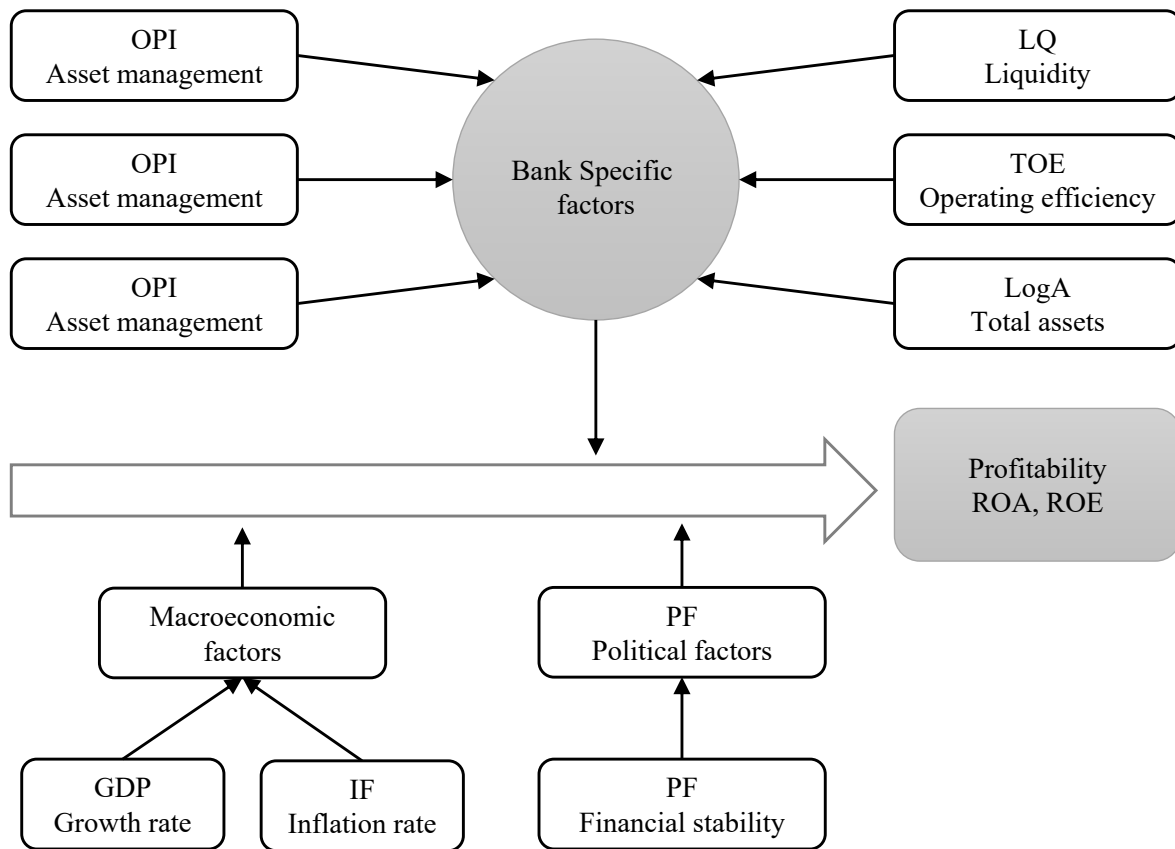 OPI
Asset management
LQ
Liquidity
OPI
Asset management
Bank Specific
factors
TOE
Operating efficiency
OPI
Asset management
LogA
Total assets
Profitability
ROA, ROE
Macroeconomic
factors
PF
Political factors
GDP
Growth rate
IF
Inflation rate
PF
Financial stability